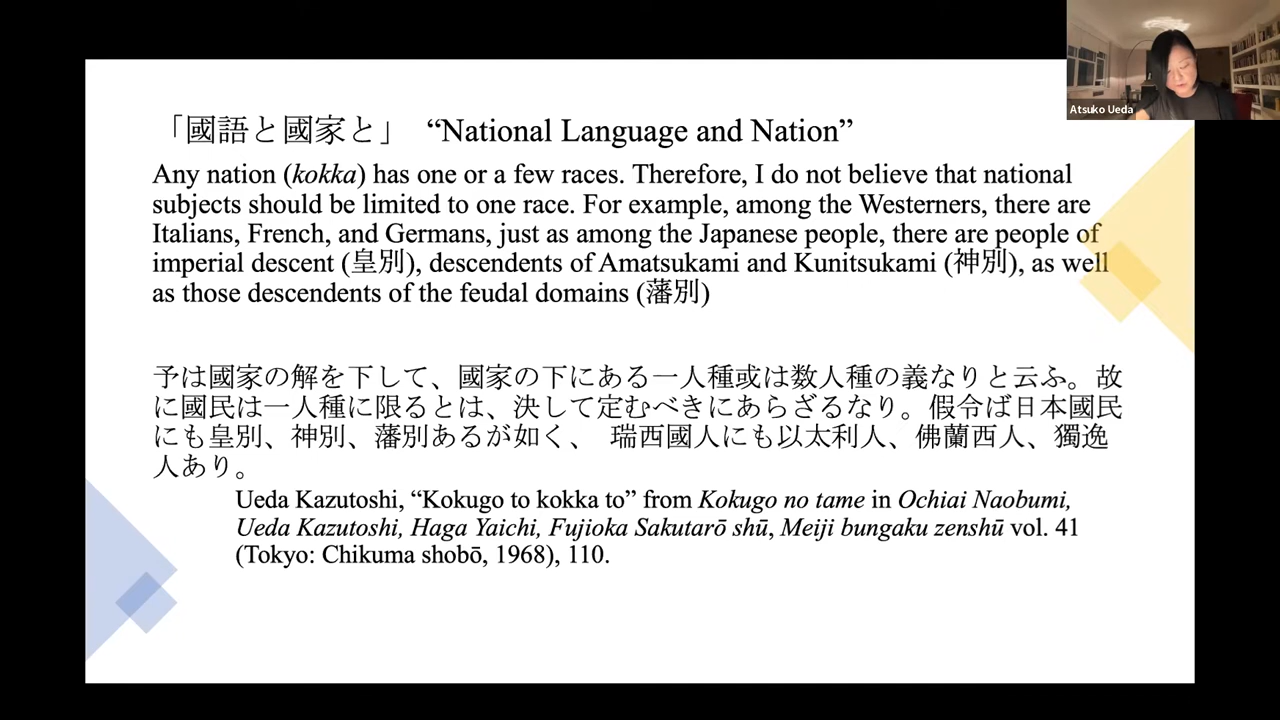 「國語と國家と」 “National Language and Nation”
Any nation (kokka) has one or a few races. Therefore, I do not believe that national
subjects should be limited to one race. For example, among the Westerners, there are
Italians, French, and Germans, just as among the Japanese people, there are people of
imperial descent (皇別), descendents of Amatsukami and Kunitsukami (神別), as well
as those descendents of the feudal domains (藩別)
予は國家の解を下して、國家の下にある一人種或は数人種の義なりと云ふ。故
に國民は一人種に限るとは、決して定むべきにあらざるなり。假令ば日本國民
にも皇別、神別、藩別あるが如く、 瑞西國人にも以太利人、佛蘭西人、獨逸
人あり。
Ueda Kazutoshi, “Kokugo to kokka to” from Kokugo no tame in Ochiai Naobumi,
Ueda Kazutoshi, Haga Yaichi, Fujioka Sakutarō shū, Meiji bungaku zenshū vol. 41
(Tokyo: Chikuma shobō, 1968), 110.
Atsuko Ueda